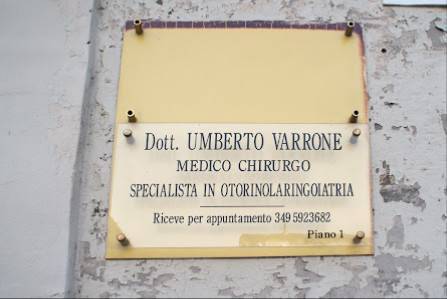 Dott. UMBERTO VARRONE
MEDICO CHIRURGO
SPECIALISTA IN OTORINOLARINGOIATRIA
Riceve per appuntamento 349 5923682
Piano 1